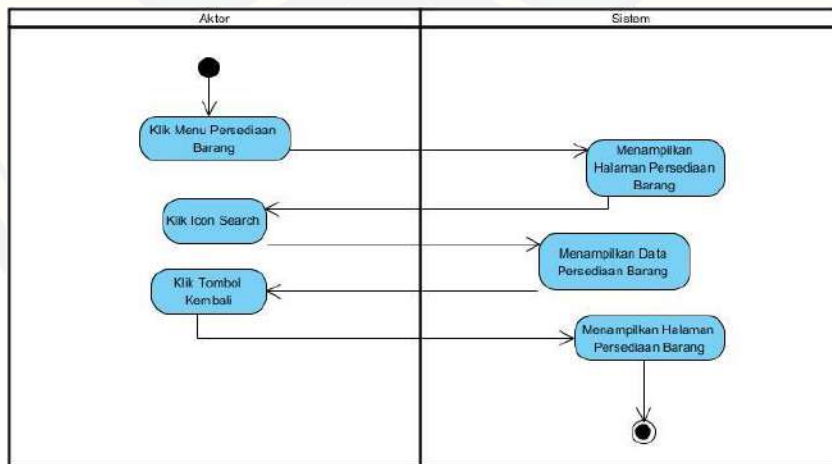 Aktor
Sistem
Klik Menu Persediaan
Barang
Menampilkan
Halaman Persediaan
Barang
Klik Icon Search
Menampilkan Data
Persediaan Barang
Klik Tombol
Kembali
Menampilkan Halaman
Persediaan Barang